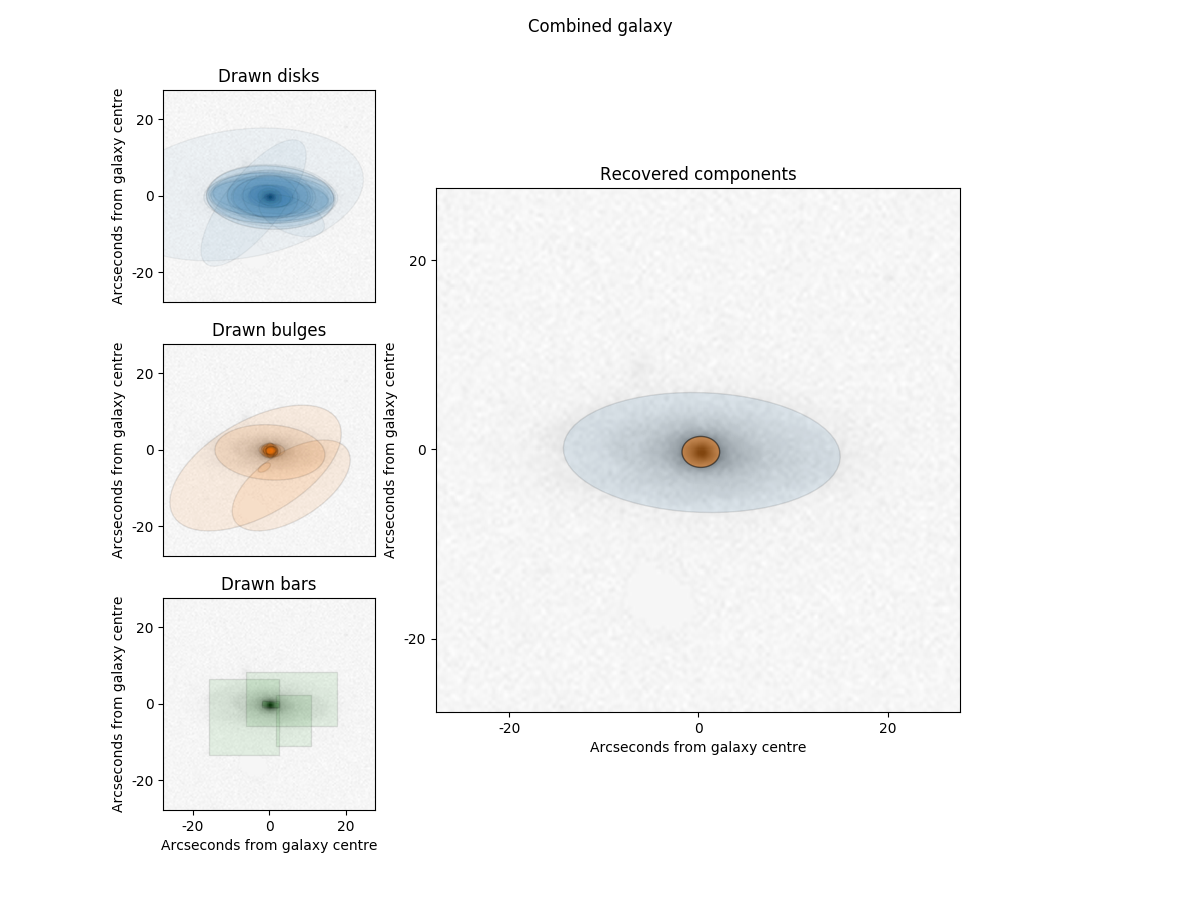 Combined galaxy
Drawn disks
Arcseconds from galaxy centre
20
0
-20
Drawn bulges
Arcseconds from galaxy centre
20
0
-20
Drawn bars
Arcseconds from galaxy centre
20
0
-20
-20 0 20
Arcseconds from galaxy centre
Recovered components
Arcseconds from galaxy centre
20
0
-20
-20 0 20
Arcseconds from galaxy centre